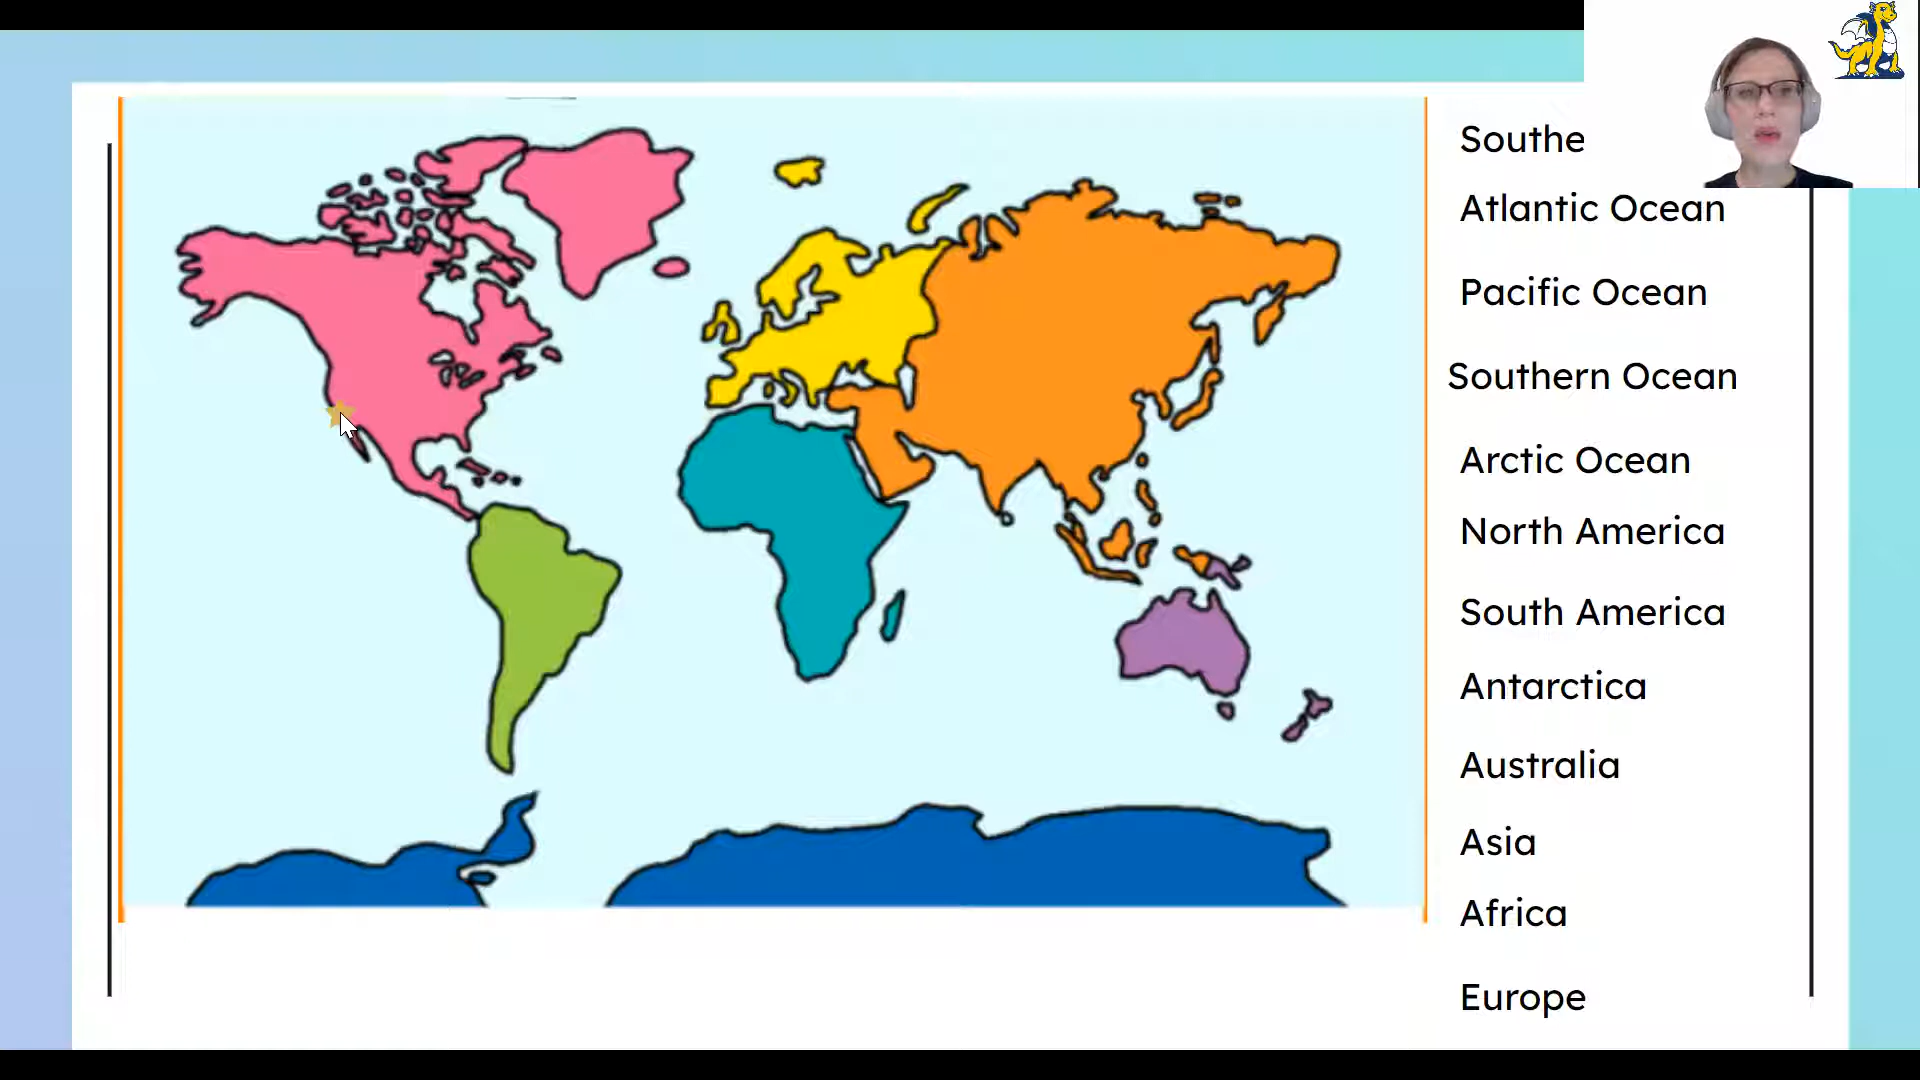 Southe
Atlantic Ocean
Pacific Ocean
Southern Ocean
Arctic Ocean
North America
South America
Antarctica
Australia
Asia
Africa
Europe